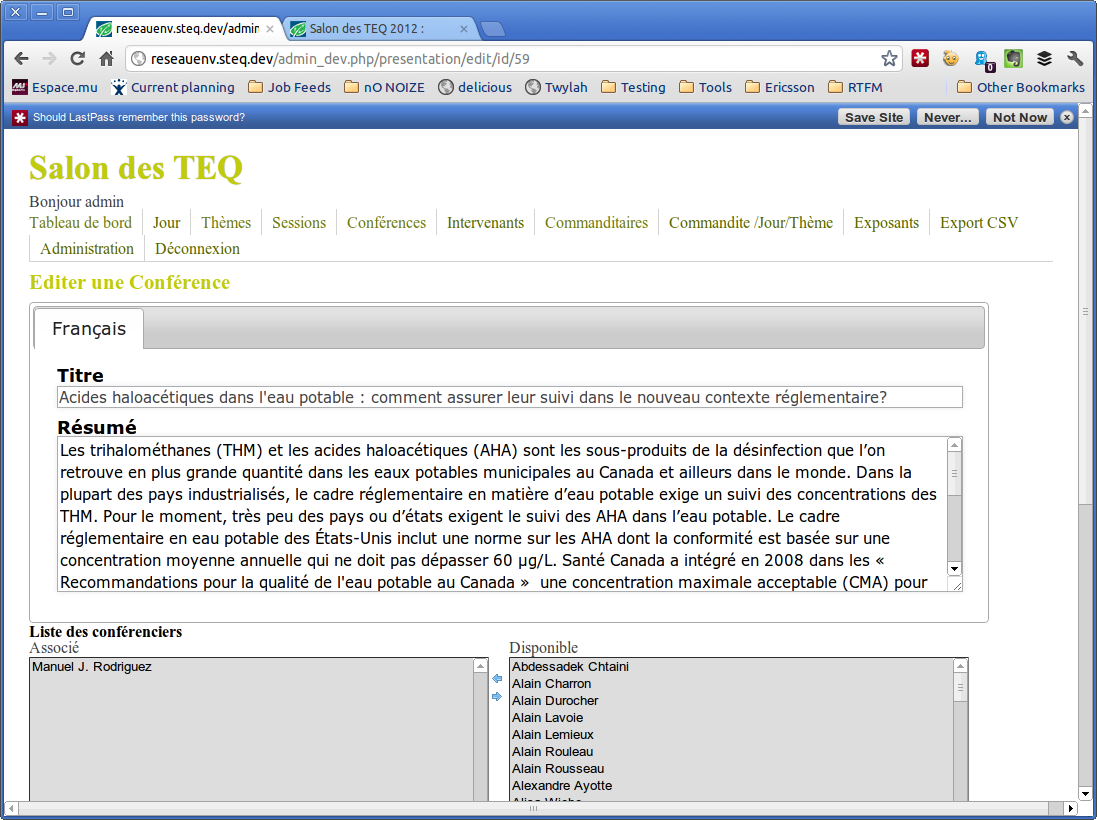 reseauenv.steq.dev/admin
Salon des TEQ 2012 :
reseauenv.steq.dev/admin_dev.php/presentation/edit/id/59
0
Espace.mu Current planning Job Feeds nO NOIZE delicious Twylah Testing Tools Ericsson RTFM Other Bookmarks
Should LastPass remember this password? Save Site Never... Not Now
Salon des TEQ
Bonjour admin
Tableau de bord Jour Thèmes Sessions Conférences Intervenants Commanditaires Commandite /Jour/Thème Exposants Export CSV
Administration Déconnexion
Editer une Conférence
Français
Titre
Acides haloacétiques dans l'eau potable : comment assurer leur suivi dans le nouveau contexte réglementaire?
Résumé
Les trihalométhanes (THM) et les acides haloacétiques (AHA) sont les sous-produits de la désinfection que l’on
retrouve en plus grande quantité dans les eaux potables municipales au Canada et ailleurs dans le monde. Dans la
plupart des pays industrialisés, le cadre réglementaire en matière d’eau potable exige un suivi des concentrations des
THM. Pour le moment, très peu des pays ou d’états exigent le suivi des AHA dans l’eau potable. Le cadre
réglementaire en eau potable des États-Unis inclut une norme sur les AHA dont la conformité est basée sur une
concentration moyenne annuelle qui ne doit pas dépasser 60 µg/L. Santé Canada a intégré en 2008 dans les «
Recommandations pour la qualité de l'eau potable au Canada »  une concentration maximale acceptable (CMA) pour
Liste des conférenciers
Associé
Manuel J. Rodriguez
Disponible
Abdessadek Chtaini
Alain Charron
Alain Durocher
Alain Lavoie
Alain Lemieux
Alain Rouleau
Alain Rousseau
Alexandre Ayotte